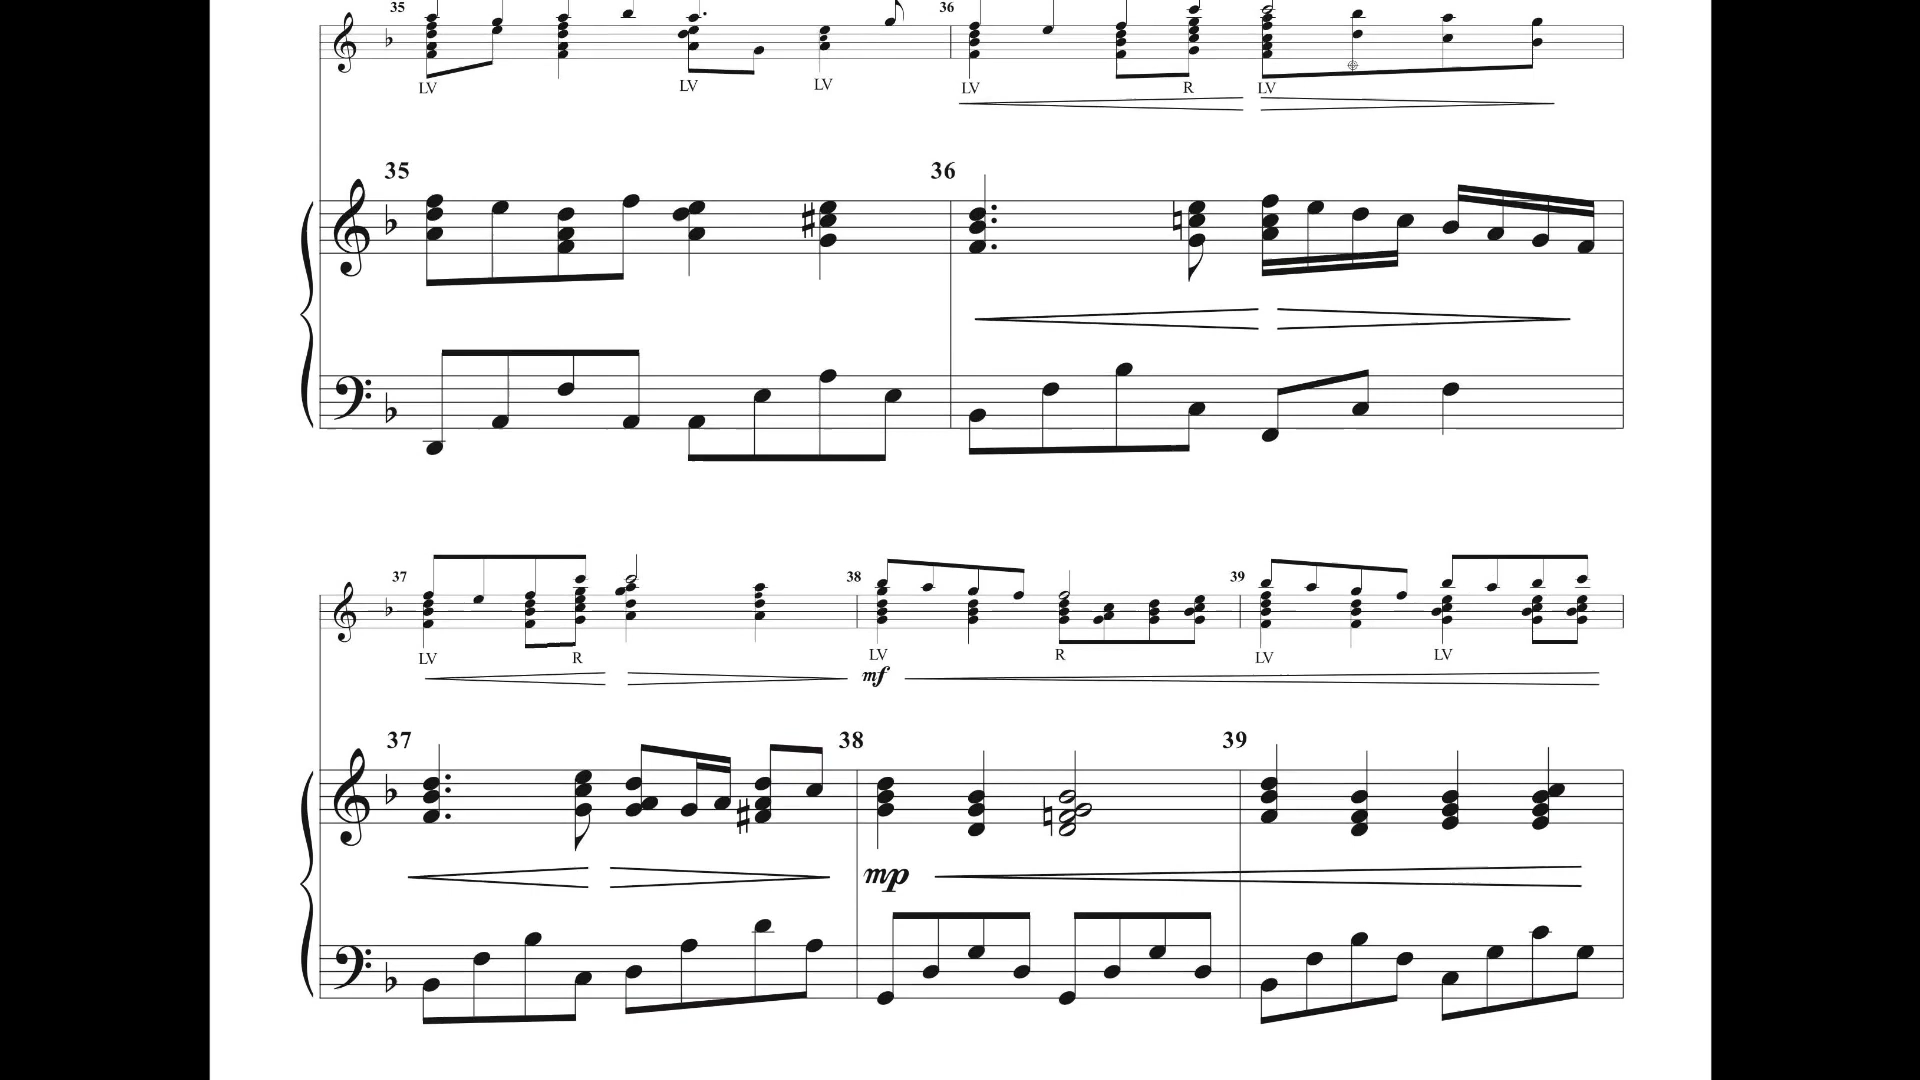 35 36
LV LV LV LV R LV
35 36
37 38 39
LV R LV R LV LV
mf
37 38 39
mp